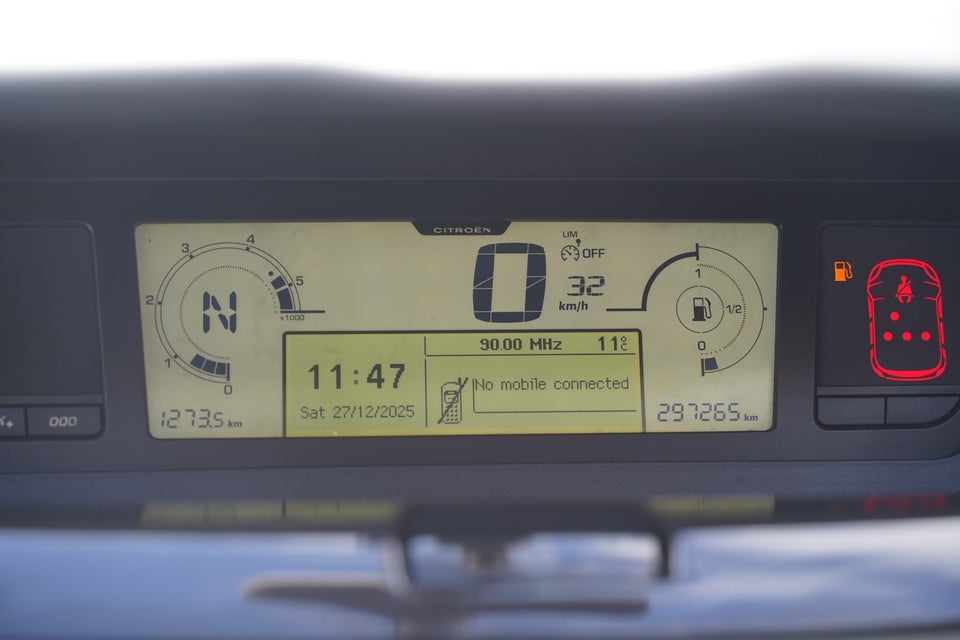 CITROËN
0
1
2
3
4
5
x1000
N
1273.5 km
0
LIM
OFF
32
km/h
1
1/2
0
90.00 MHz 11°C
11:47
Sat 27/12/2025
No mobile connected
297265 km
000